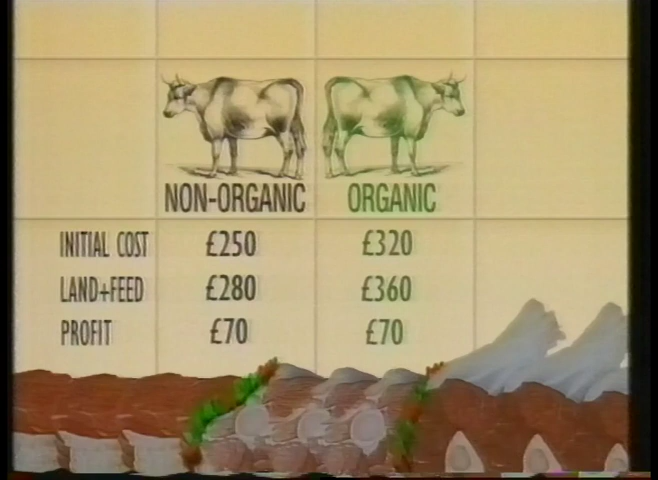 NON-ORGANIC ORGANIC
INITIAL COST £250 £320
LAND+FEED £280 £360
PROFIT £70 £70